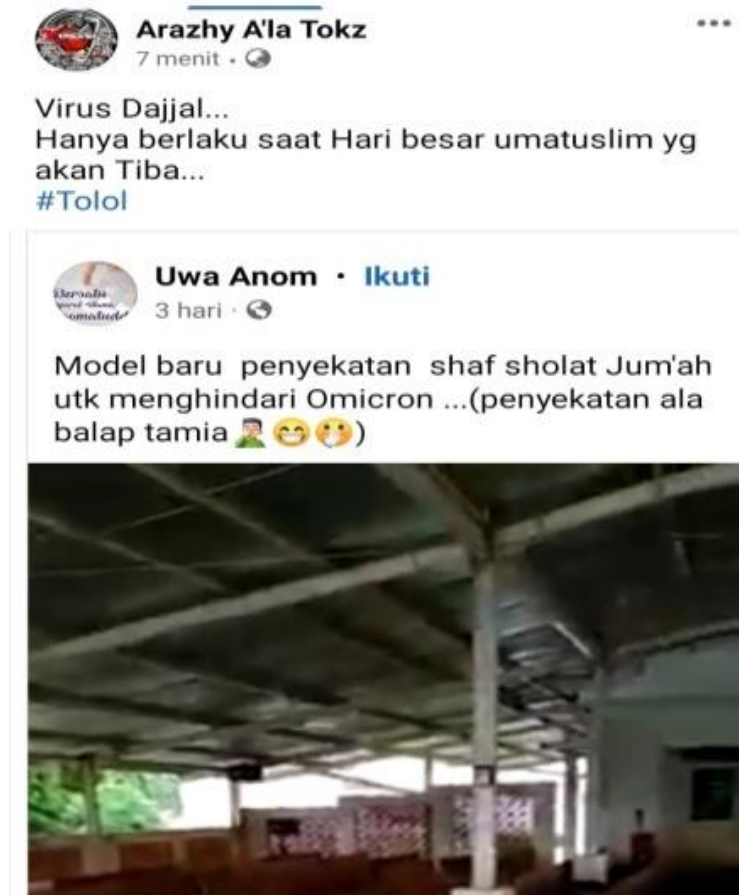 Arazhy A'la Tokz
7 menit •
Virus Dajjal...
Hanya berlaku saat Hari besar umatuslim yg
akan Tiba...
#Tolol
Uwa Anom • Ikuti
3 hari ·
Model baru penyekatan shaf sholat Jum'ah
utk menghindari Omicron ...(penyekatan ala
balap tamia 🤦‍♂️😁🤭)